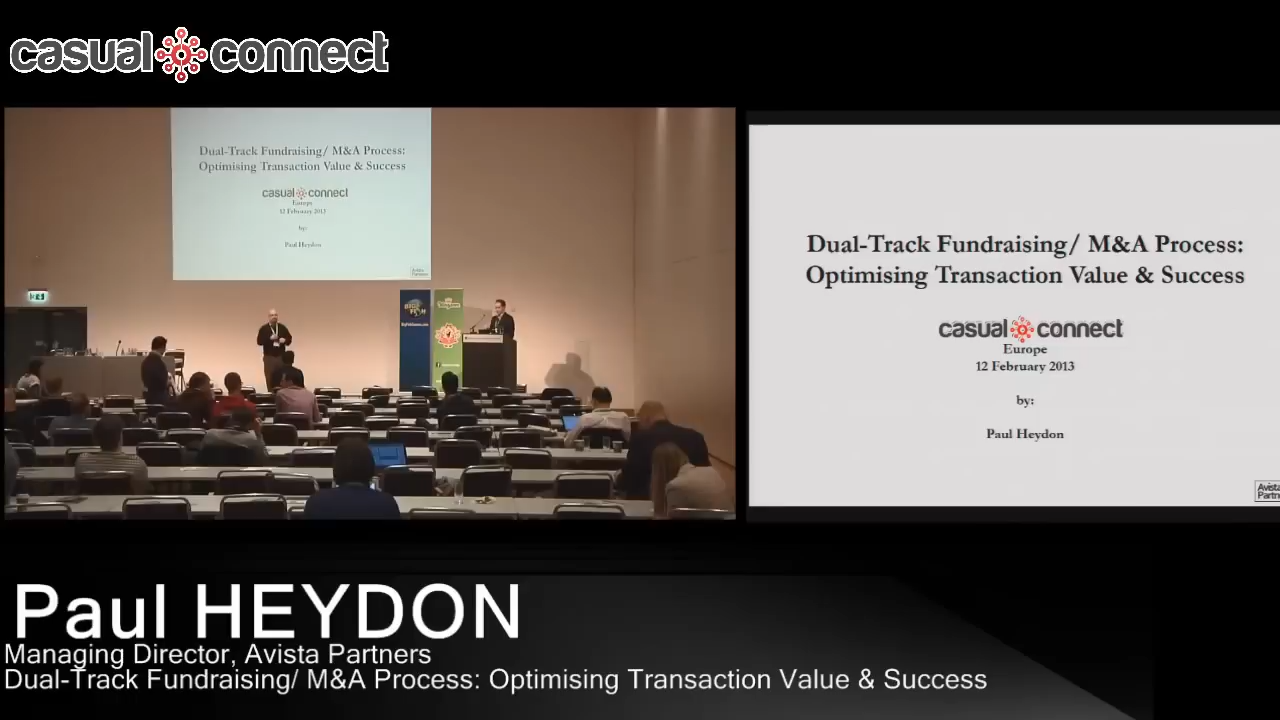 casual connect
Dual-Track Fundraising/ M&A Process:
Optimising Transaction Value & Success
casual connect
Europe
12 February 2013
by:
Paul Heydon
Avista
Dual-Track Fundraising/ M&A Process:
Optimising Transaction Value & Success
casual connect
Europe
12 February 2013
by:
Paul Heydon
Paul HEYDON
Managing Director, Avista Partners
Dual-Track Fundraising/ M&A Process: Optimising Transaction Value & Success